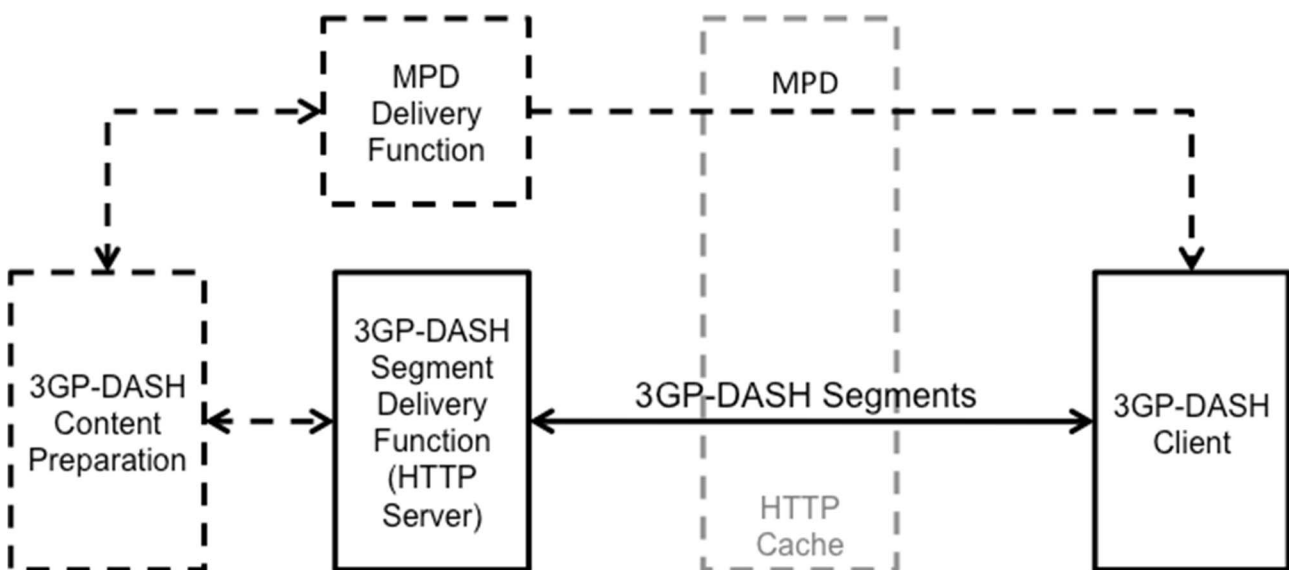 MPD
Delivery
Function
MPD
3GP-DASH
Content
Preparation
3GP-DASH
Segment
Delivery
Function
(HTTP
Server)
3GP-DASH Segments
HTTP
Cache
3GP-DASH
Client